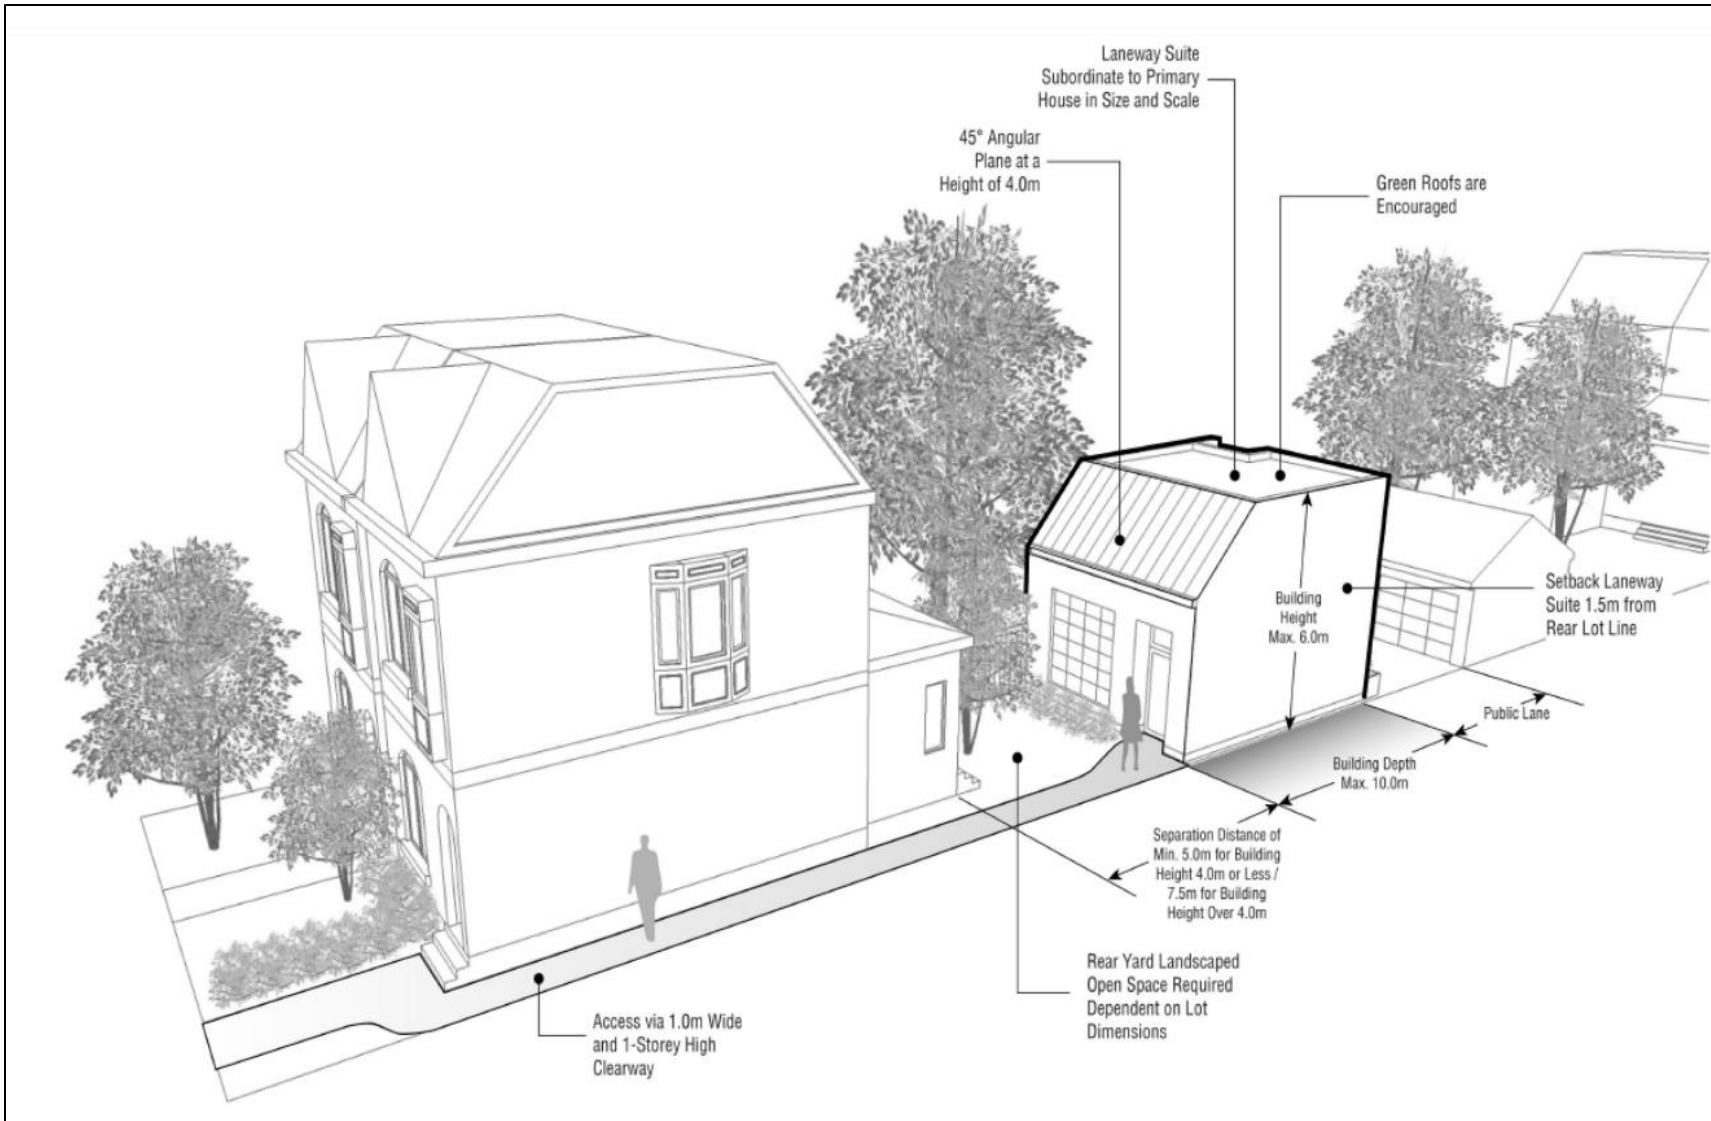 Laneway Suite
Subordinate to Primary
House in Size and Scale
45° Angular
Plane at a
Height of 4.0m
Green Roofs are
Encouraged
Building
Height
Max. 6.0m
Setback Laneway
Suite 1.5m from
Rear Lot Line
Public Lane
Building Depth
Max. 10.0m
Separation Distance of
Min. 5.0m for Building
Height 4.0m or Less /
7.5m for Building
Height Over 4.0m
Rear Yard Landscaped
Open Space Required
Dependent on Lot
Dimensions
Access via 1.0m Wide
and 1-Storey High
Clearway